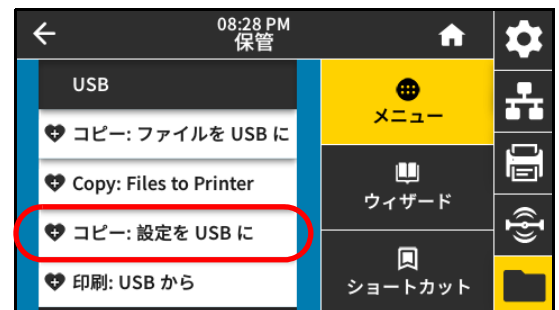 08:28 PM
保管
USB
コピー: ファイルを USB に
Copy: Files to Printer
コピー: 設定を USB に
印刷: USB から
メニュー
ウィザード
ショートカット